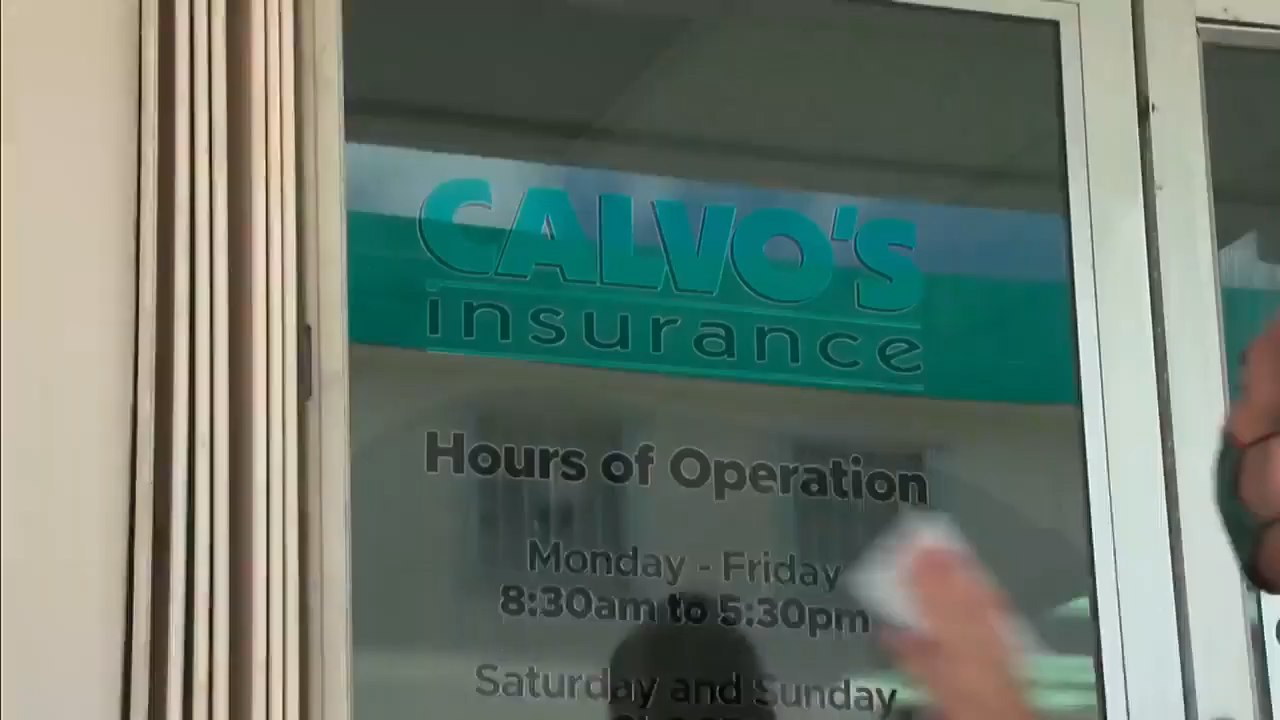 CALVO'S
insurance
Hours of Operation
Monday - Friday
8:30am to 5:30pm
Saturday and Sunday